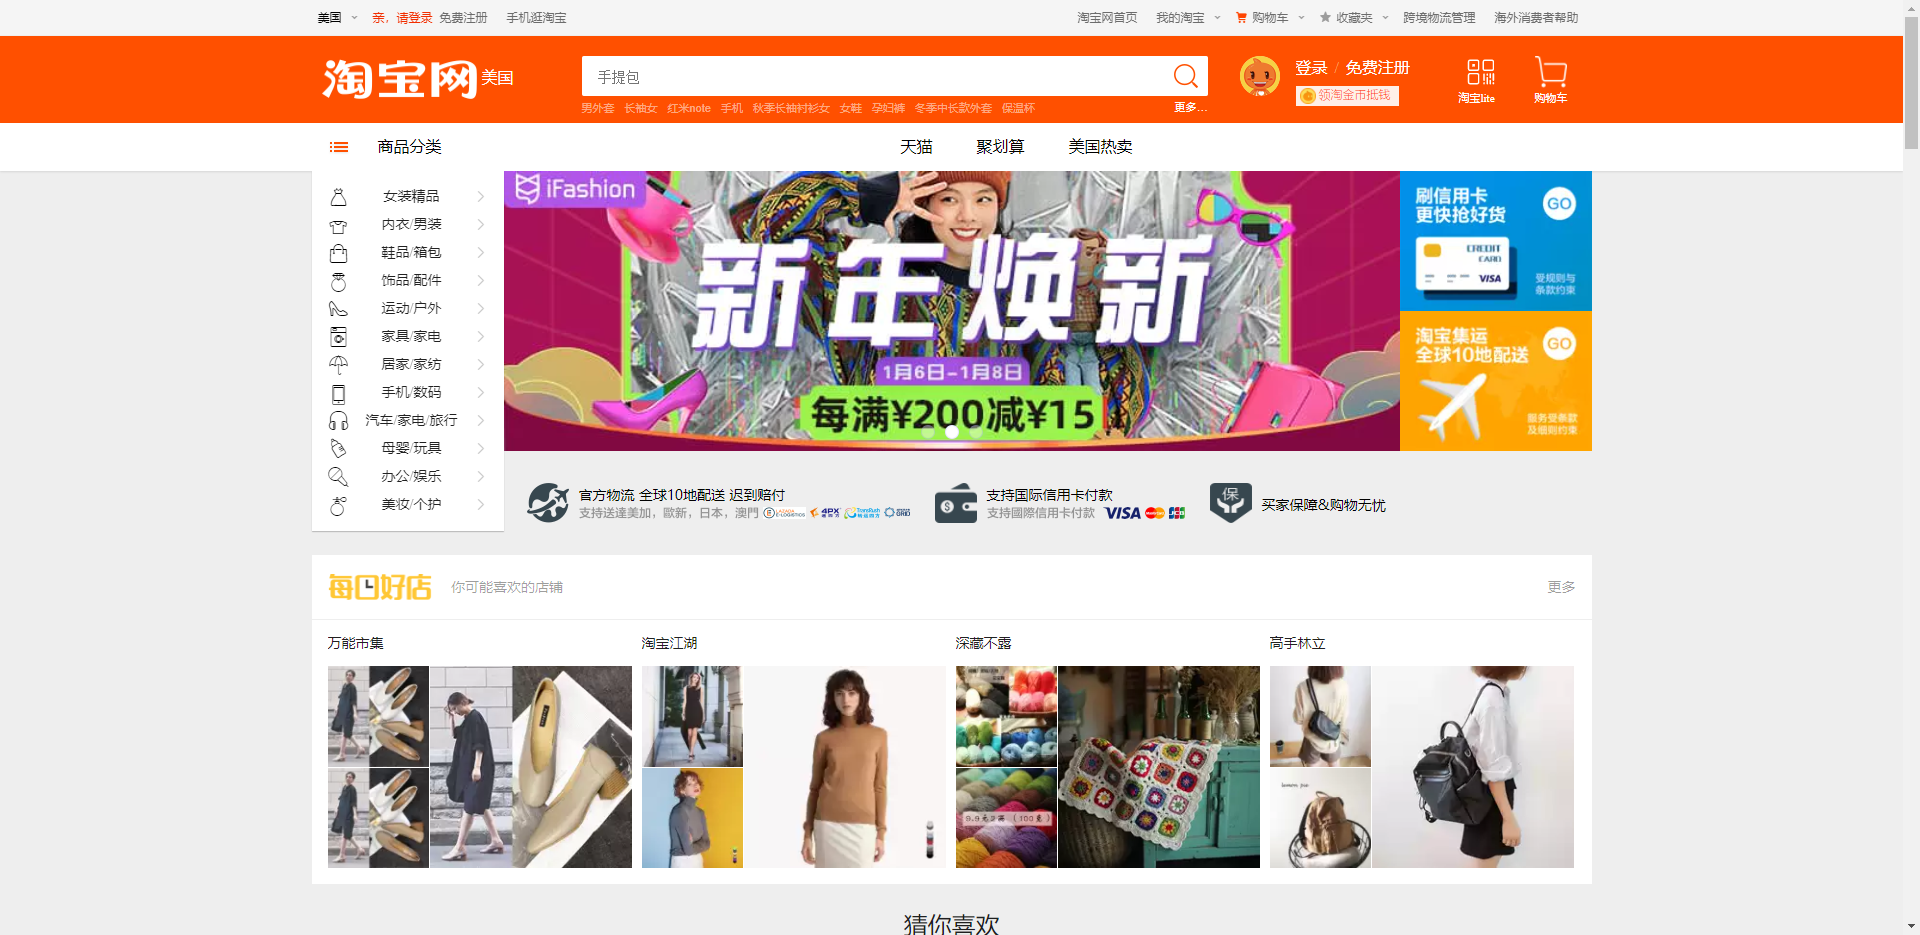 美国
亲，请登录 免费注册
手机逛淘宝
淘宝网首页
我的淘宝
购物车
收藏夹
跨境物流管理
海外消费者帮助
淘宝网
美国
手提包
登录 / 免费注册
领淘金币抵钱
淘宝lite
购物车
男外套 长袖女 红米note 手机 秋季长袖衬衫女 女鞋 孕妇裤 冬季中长款外套 保温杯
更多...
商品分类
天猫
聚划算
美国热卖
女装精品
内衣/男装
鞋品/箱包
饰品/配件
运动/户外
家具/家电
居家/家纺
手机/数码
汽车/家电/旅行
母婴/玩具
办公/娱乐
美妆/个护
iFashion
新年焕新
1月6日-1月8日
每满¥200减¥15
刷信用卡
更快抢好货
GO
CREDIT
CARD
VISA
受规则与
条款约束
淘宝集运
全球10地配送
GO
服务受条款
及细则约束
官方物流 全球10地配送 迟到赔付
支持送達美加，歐新，日本，澳門
4PX
支持国际信用卡付款
支持國際信用卡付款 VISA
JCB
保
买家保障&购物无忧
每日好店
你可能喜欢的店铺
更多
万能市集
淘宝江湖
深藏不露
高手林立
猜你喜欢